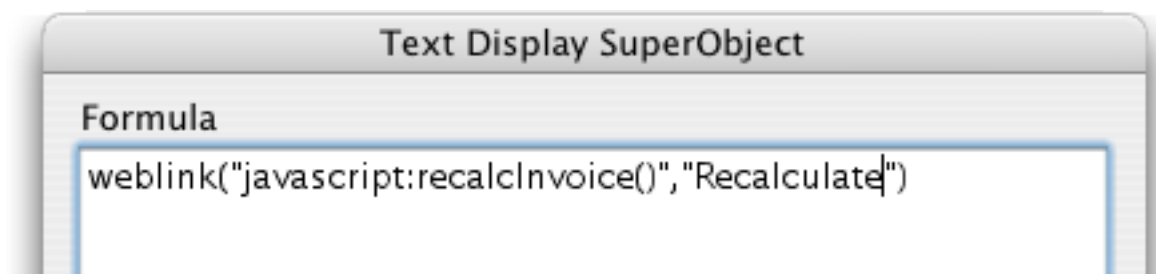 Text Display SuperObject
Formula
weblink("javascript:recalcInvoice()","Recalculate")